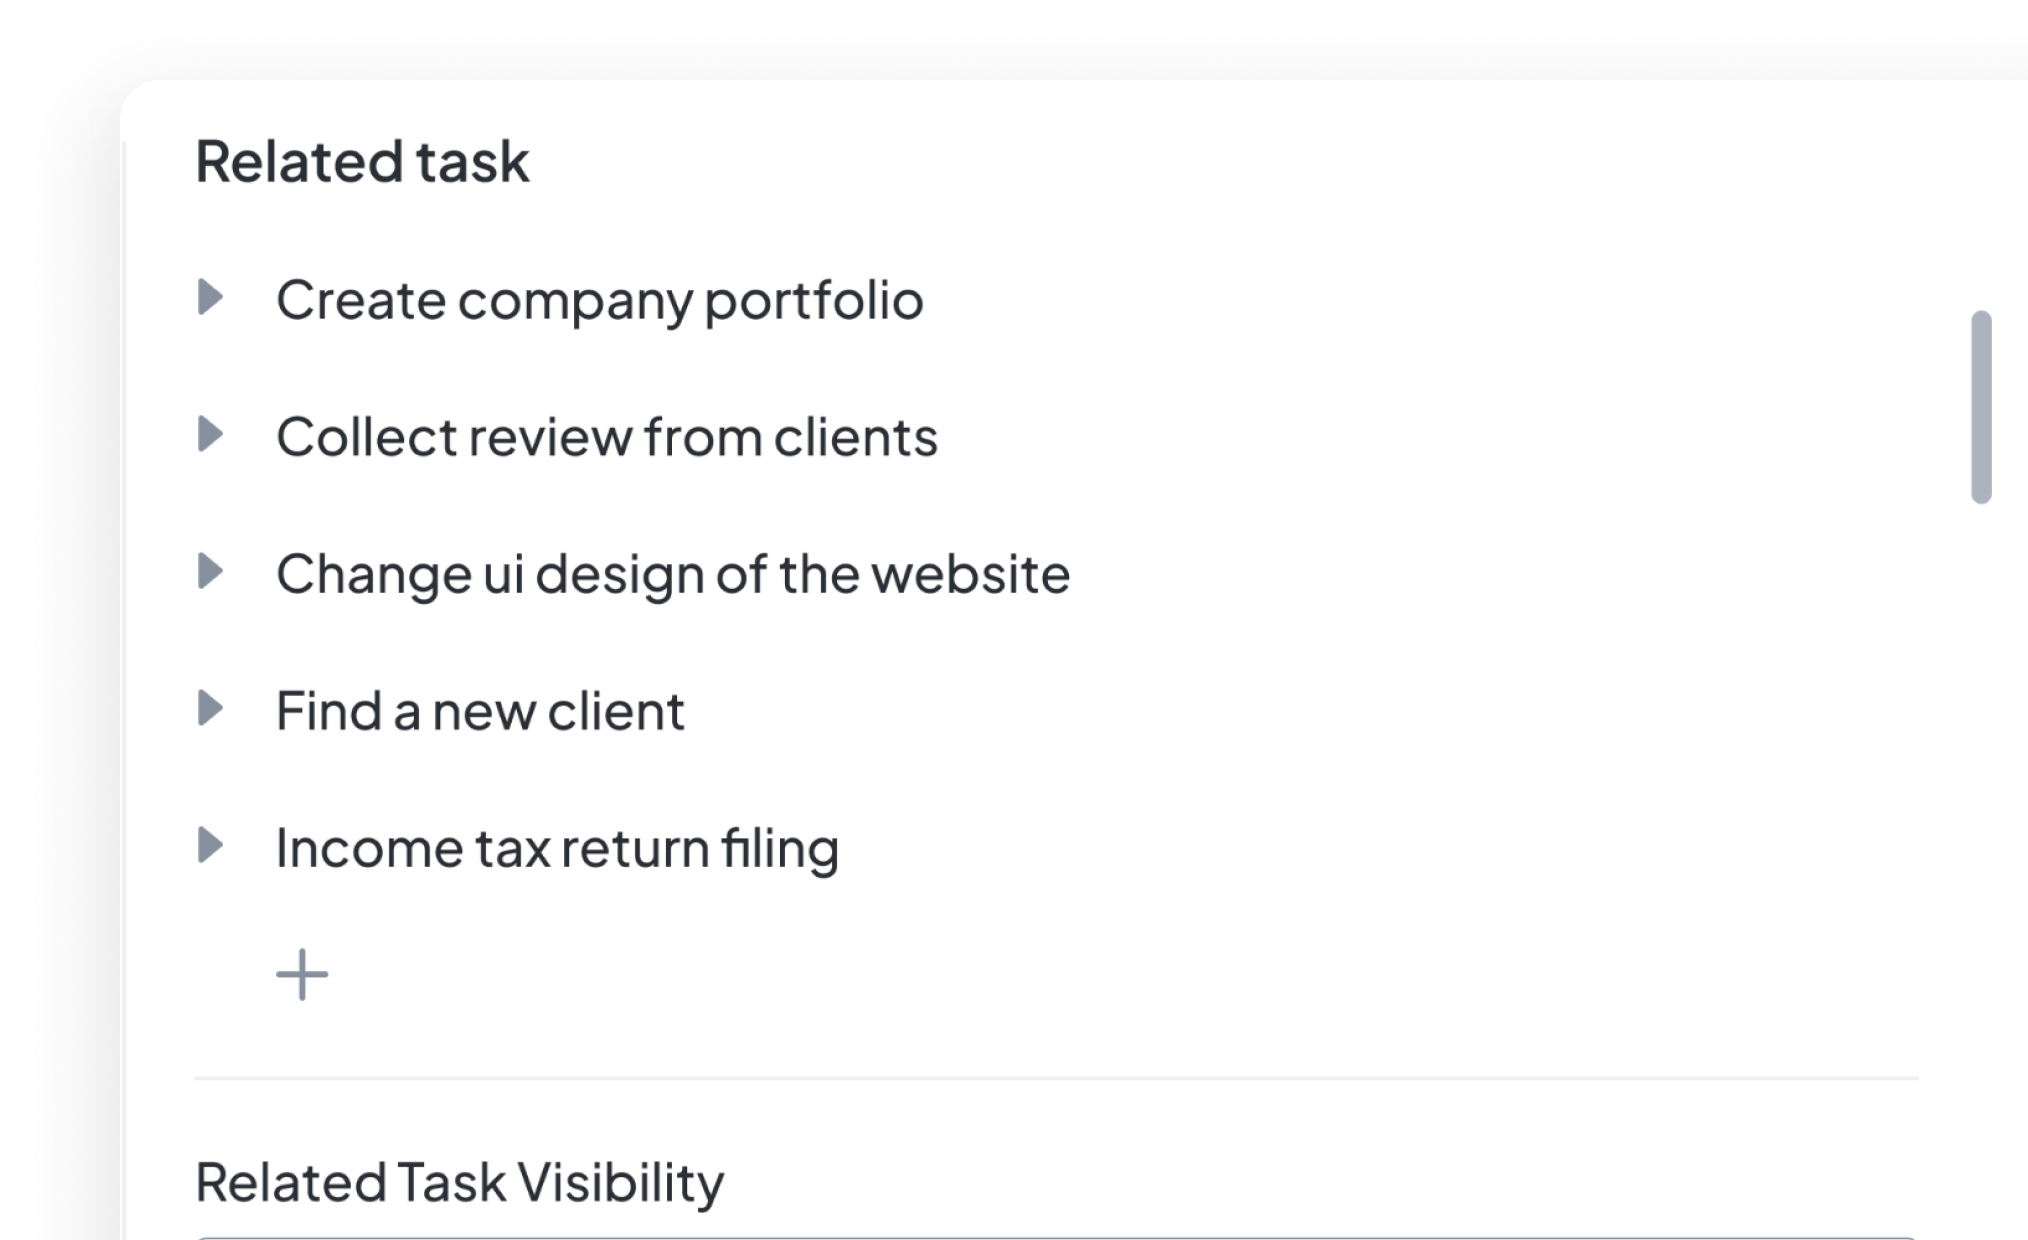 Related task
Create company portfolio
Collect review from clients
Change ui design of the website
Find a new client
Income tax return filing
Related Task Visibility